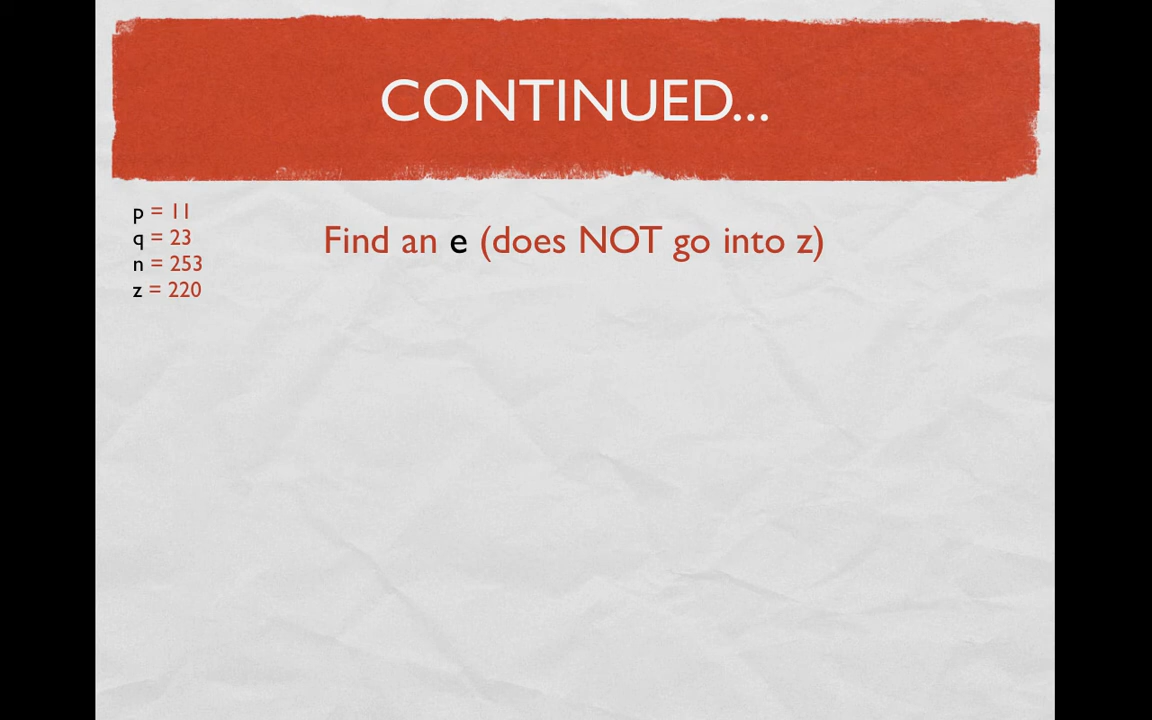 CONTINUED...
p = 11
q = 23
n = 253
z = 220
Find an e (does NOT go into z)